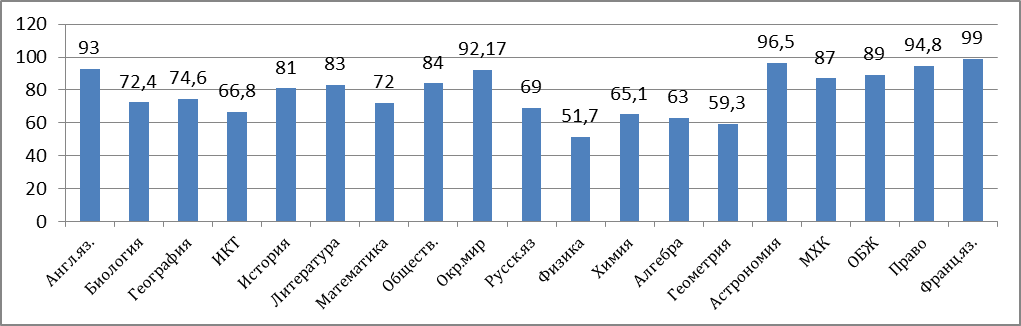 120
100
80
60
40
20
0
93
72,4
74,6
66,8
81
83
72
84
92,17
69
51,7
65,1
63
59,3
96,5
87
89
94,8
99
Англ.яз.
Биология
География
ИКТ
История
Литература
Математика
Обществ.
Окр.мир
Русск.яз
Физика
Химия
Алгебра
Геометрия
Астрономия
МХК
ОБЖ
Право
Франц.яз.